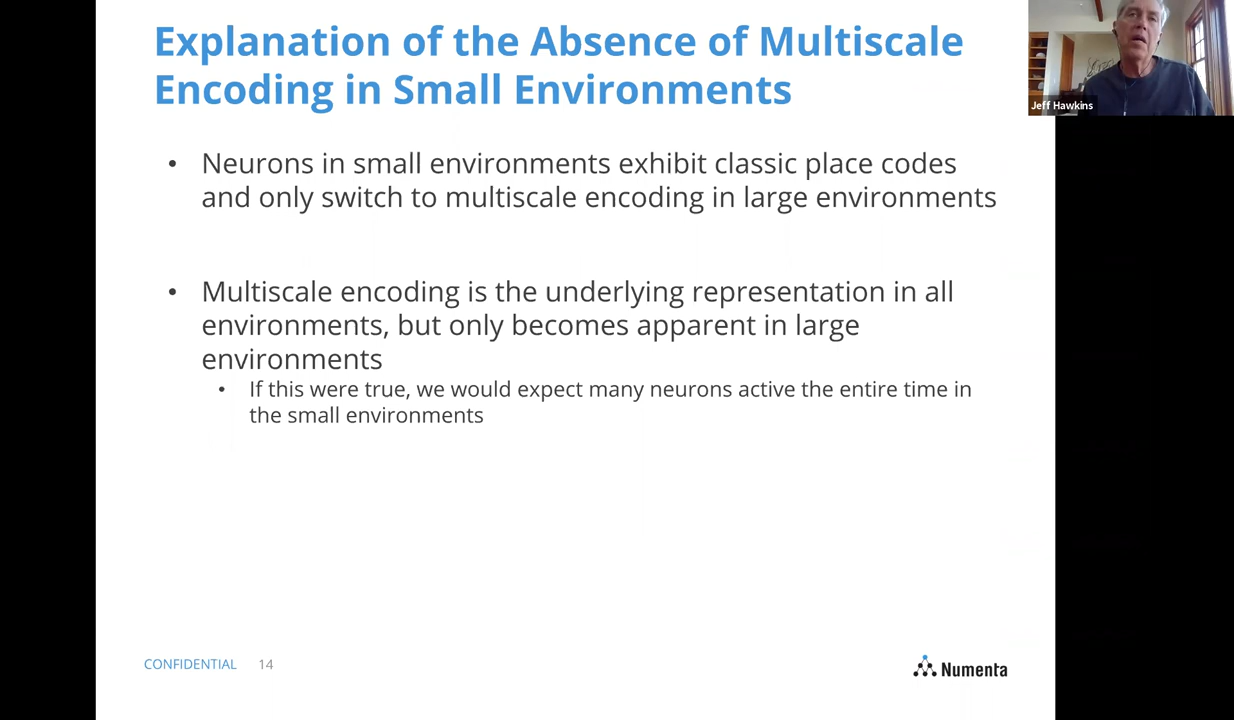 Explanation of the Absence of Multiscale
Encoding in Small Environments
Jeff Hawkins
• Neurons in small environments exhibit classic place codes
and only switch to multiscale encoding in large environments
• Multiscale encoding is the underlying representation in all
environments, but only becomes apparent in large
environments
• If this were true, we would expect many neurons active the entire time in
the small environments
CONFIDENTIAL 14
Numenta